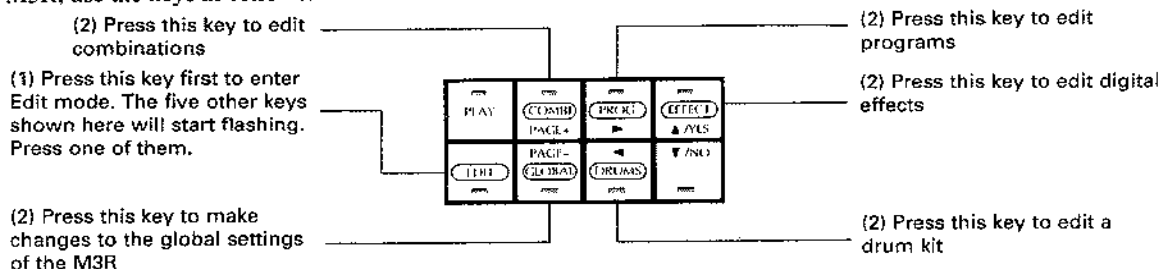 M3R, use the keys as
(2) Press this key to edit
combinations
(1) Press this key first to enter
Edit mode. The five other keys
shown here will start flashing.
Press one of them.
(2) Press this key to make
changes to the global settings
of the M3R
PLAY
COMBI
PAGE+
PROG
►
EFFECT
▲/YES
EDIT
PAGE-
GLOBAL
◄
DRUMS
▼/NO
(2) Press this key to edit
programs
(2) Press this key to edit digital
effects
(2) Press this key to edit a
drum kit